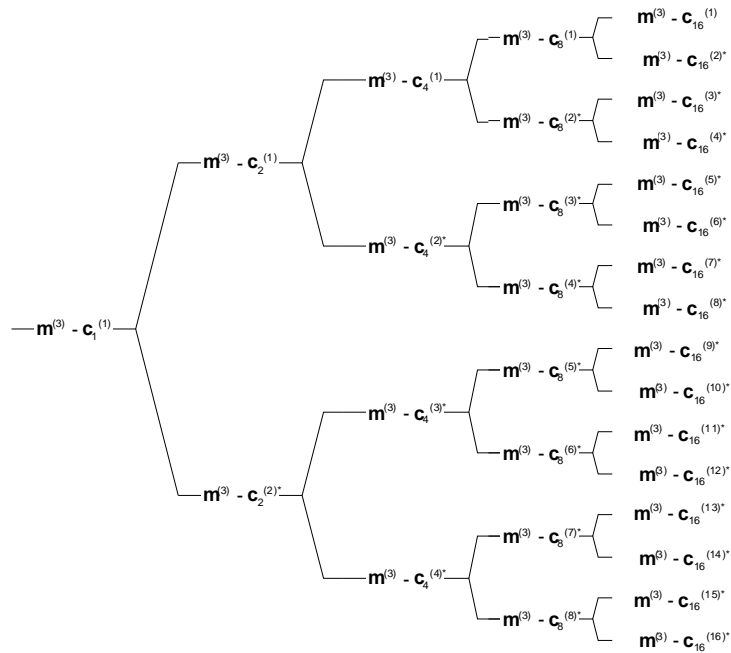 m⁽³⁾ - c₁⁽¹⁾
m⁽³⁾ - c₂⁽¹⁾
m⁽³⁾ - c₂⁽²⁾*
m⁽³⁾ - c₄⁽¹⁾
m⁽³⁾ - c₄⁽²⁾*
m⁽³⁾ - c₄⁽³⁾*
m⁽³⁾ - c₄⁽⁴⁾*
m⁽³⁾ - c₈⁽¹⁾
m⁽³⁾ - c₈⁽²⁾*
m⁽³⁾ - c₈⁽³⁾*
m⁽³⁾ - c₈⁽⁴⁾*
m⁽³⁾ - c₈⁽⁵⁾*
m⁽³⁾ - c₈⁽⁶⁾*
m⁽³⁾ - c₈⁽⁷⁾*
m⁽³⁾ - c₈⁽⁸⁾*
m⁽³⁾ - c₁₆⁽¹⁾
m⁽³⁾ - c₁₆⁽²⁾*
m⁽³⁾ - c₁₆⁽³⁾*
m⁽³⁾ - c₁₆⁽⁴⁾*
m⁽³⁾ - c₁₆⁽⁵⁾*
m⁽³⁾ - c₁₆⁽⁶⁾*
m⁽³⁾ - c₁₆⁽⁷⁾*
m⁽³⁾ - c₁₆⁽⁸⁾*
m⁽³⁾ - c₁₆⁽⁹⁾*
m⁽³⁾ - c₁₆⁽¹⁰⁾*
m⁽³⁾ - c₁₆⁽¹¹⁾*
m⁽³⁾ - c₁₆⁽¹²⁾*
m⁽³⁾ - c₁₆⁽¹³⁾*
m⁽³⁾ - c₁₆⁽¹⁴⁾*
m⁽³⁾ - c₁₆⁽¹⁵⁾*
m⁽³⁾ - c₁₆⁽¹⁶⁾*